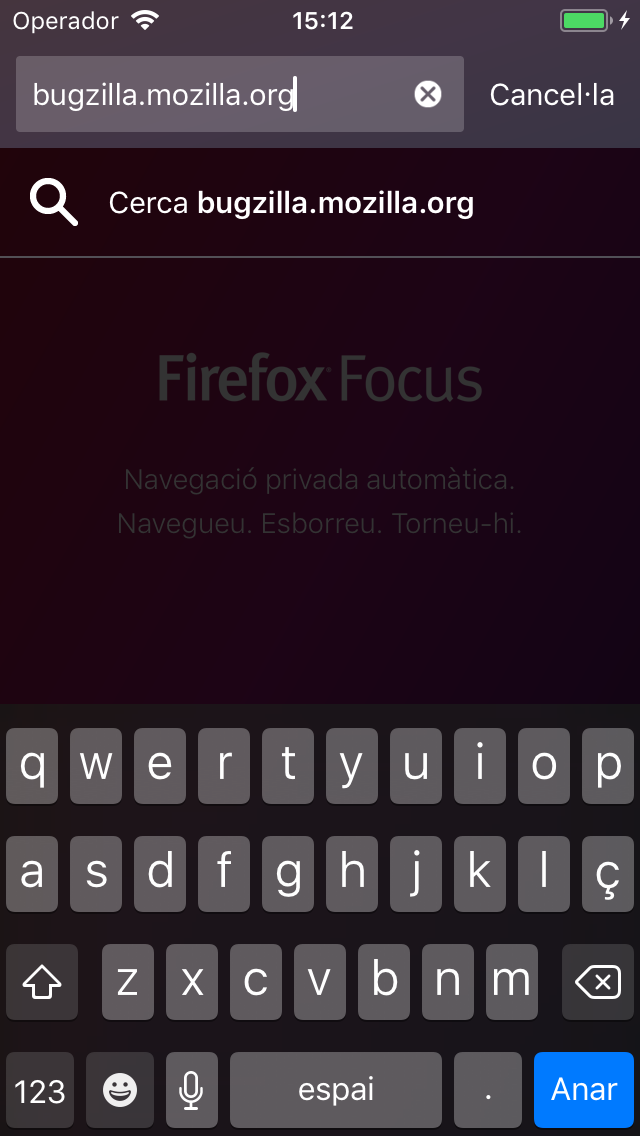 Operador 15:12
bugzilla.mozilla.org Cancel·la
Cerca bugzilla.mozilla.org
Firefox Focus
Navegació privada automàtica.
Navegueu. Esborreu. Torneu-hi.
q w e r t y u i o p
a s d f g h j k l ç
z x c v b n m
123 espai . Anar